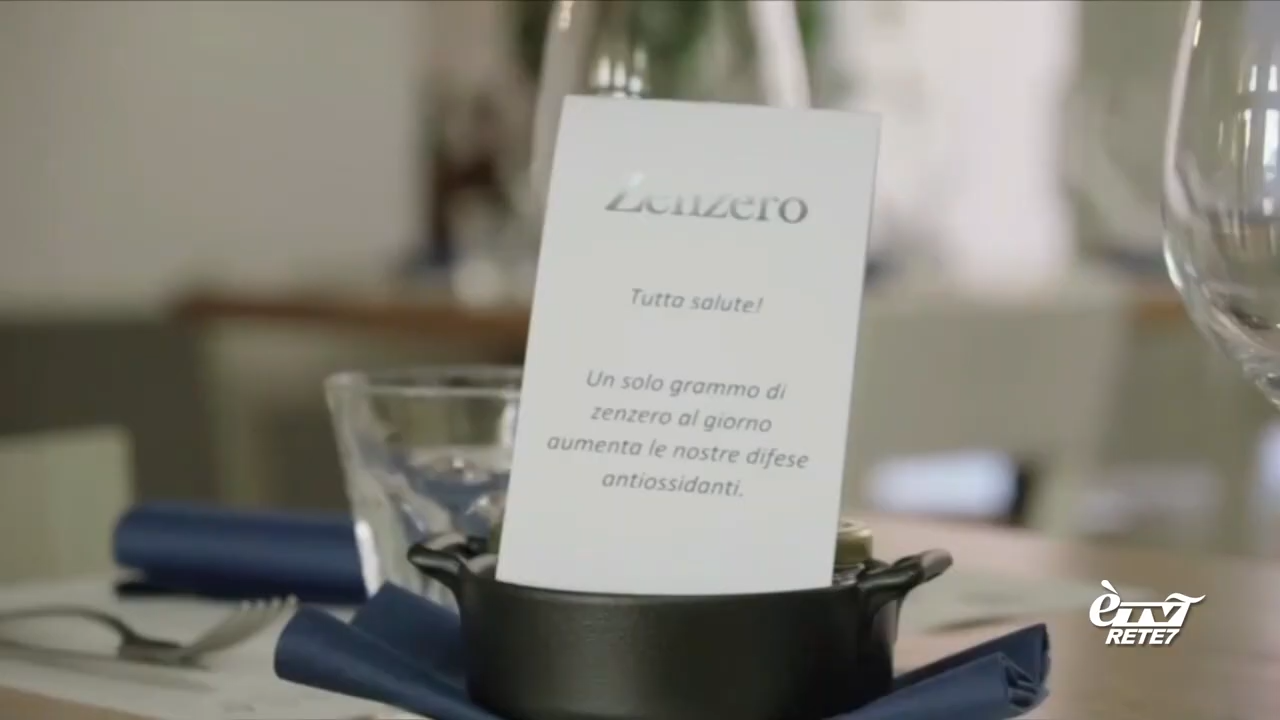 Zenzero
Tutta salute!
Un solo grammo di
zenzero al giorno
aumenta le nostre difese
antiossidanti.
èTV
RETE7